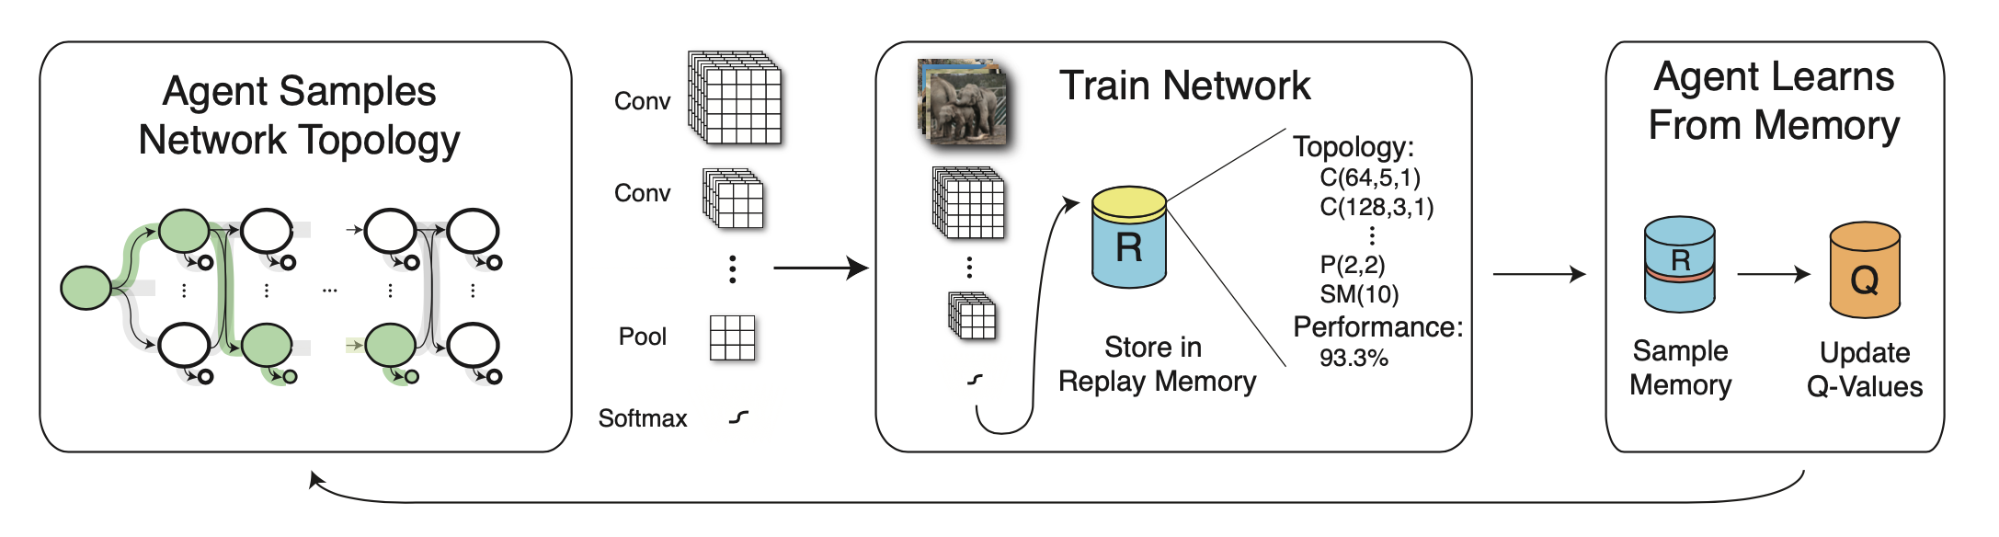 Agent Samples
Network Topology
Conv
Conv
Pool
Softmax
Train Network
R
Store in
Replay Memory
Topology:
C(64,5,1)
C(128,3,1)
P(2,2)
SM(10)
Performance:
93.3%
Agent Learns
From Memory
R
Sample
Memory
Q
Update
Q-Values